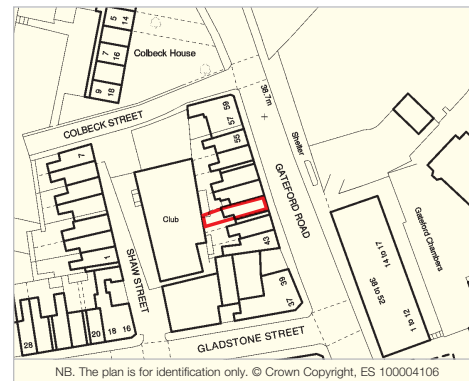 5
14
7
16
9
18
Colbeck House
COLBECK STREET
59
57
55
38.7m
Shelter
7
Club
GATEFORD ROAD
Gateford Chambers
1
SHAW STREET
43
14 to 17
38 to 52
1 to 12
39
37
28
20
18
16
GLADSTONE STREET
NB. The plan is for identification only. © Crown Copyright, ES 100004106